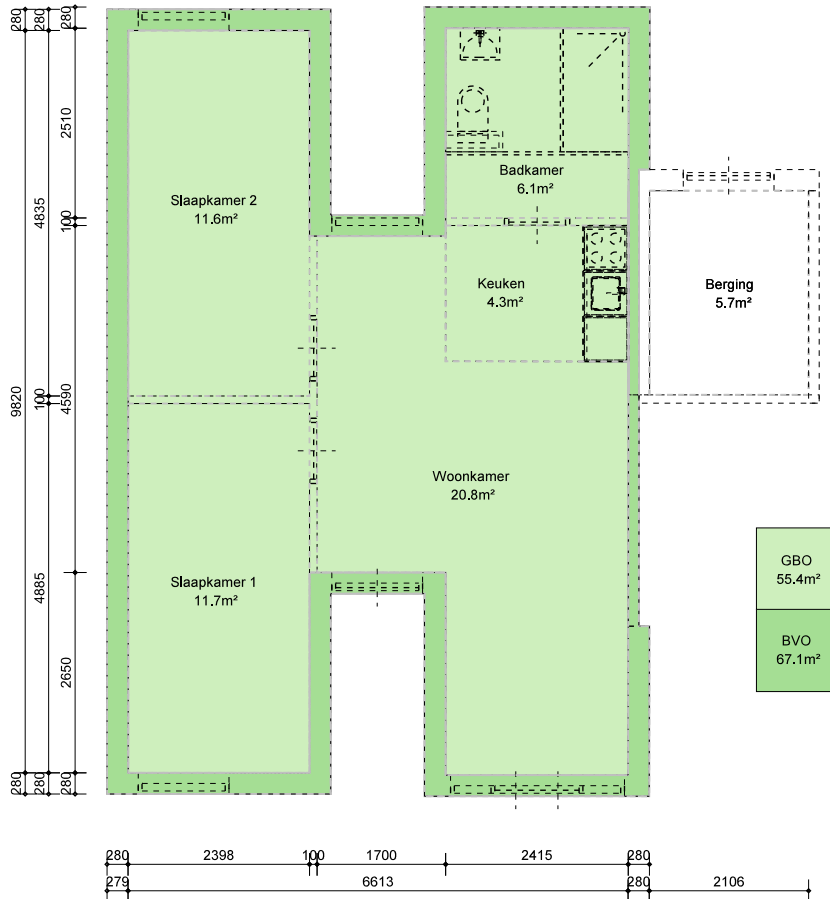 280
280
280
2510
4835
100
9820
100
4590
4885
2650
280
280
280
Slaapkamer 2
11.6m²
Badkamer
6.1m²
Keuken
4.3m²
Berging
5.7m²
Woonkamer
20.8m²
Slaapkamer 1
11.7m²
GBO
55.4m²
BVO
67.1m²
280
2398
100
1700
2415
280
279
6613
280
2106